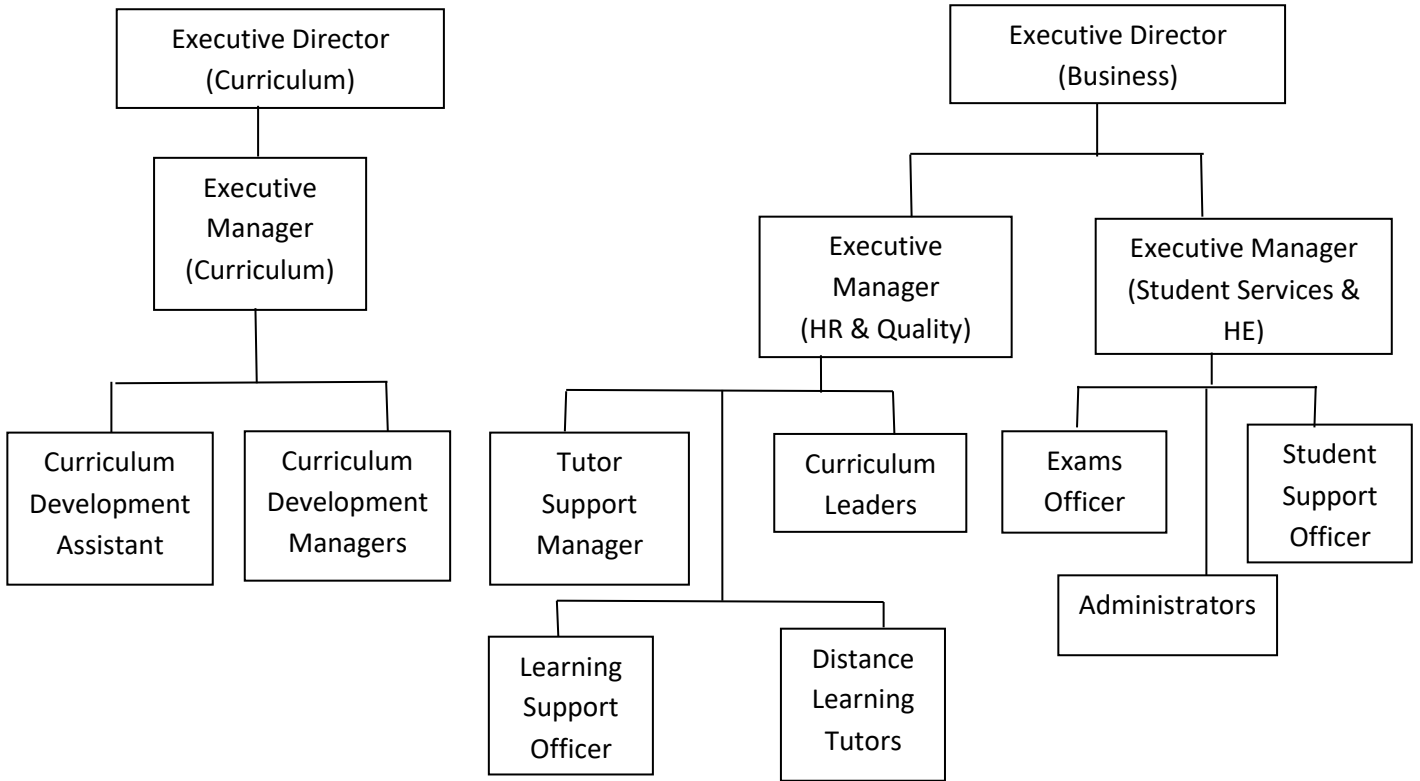 Executive Director
(Curriculum)
Executive Director
(Business)
Executive
Manager
(Curriculum)
Executive
Manager
(HR & Quality)
Executive Manager
(Student Services &
HE)
Curriculum
Development
Assistant
Curriculum
Development
Managers
Tutor
Support
Manager
Curriculum
Leaders
Exams
Officer
Student
Support
Officer
Administrators
Learning
Support
Officer
Distance
Learning
Tutors